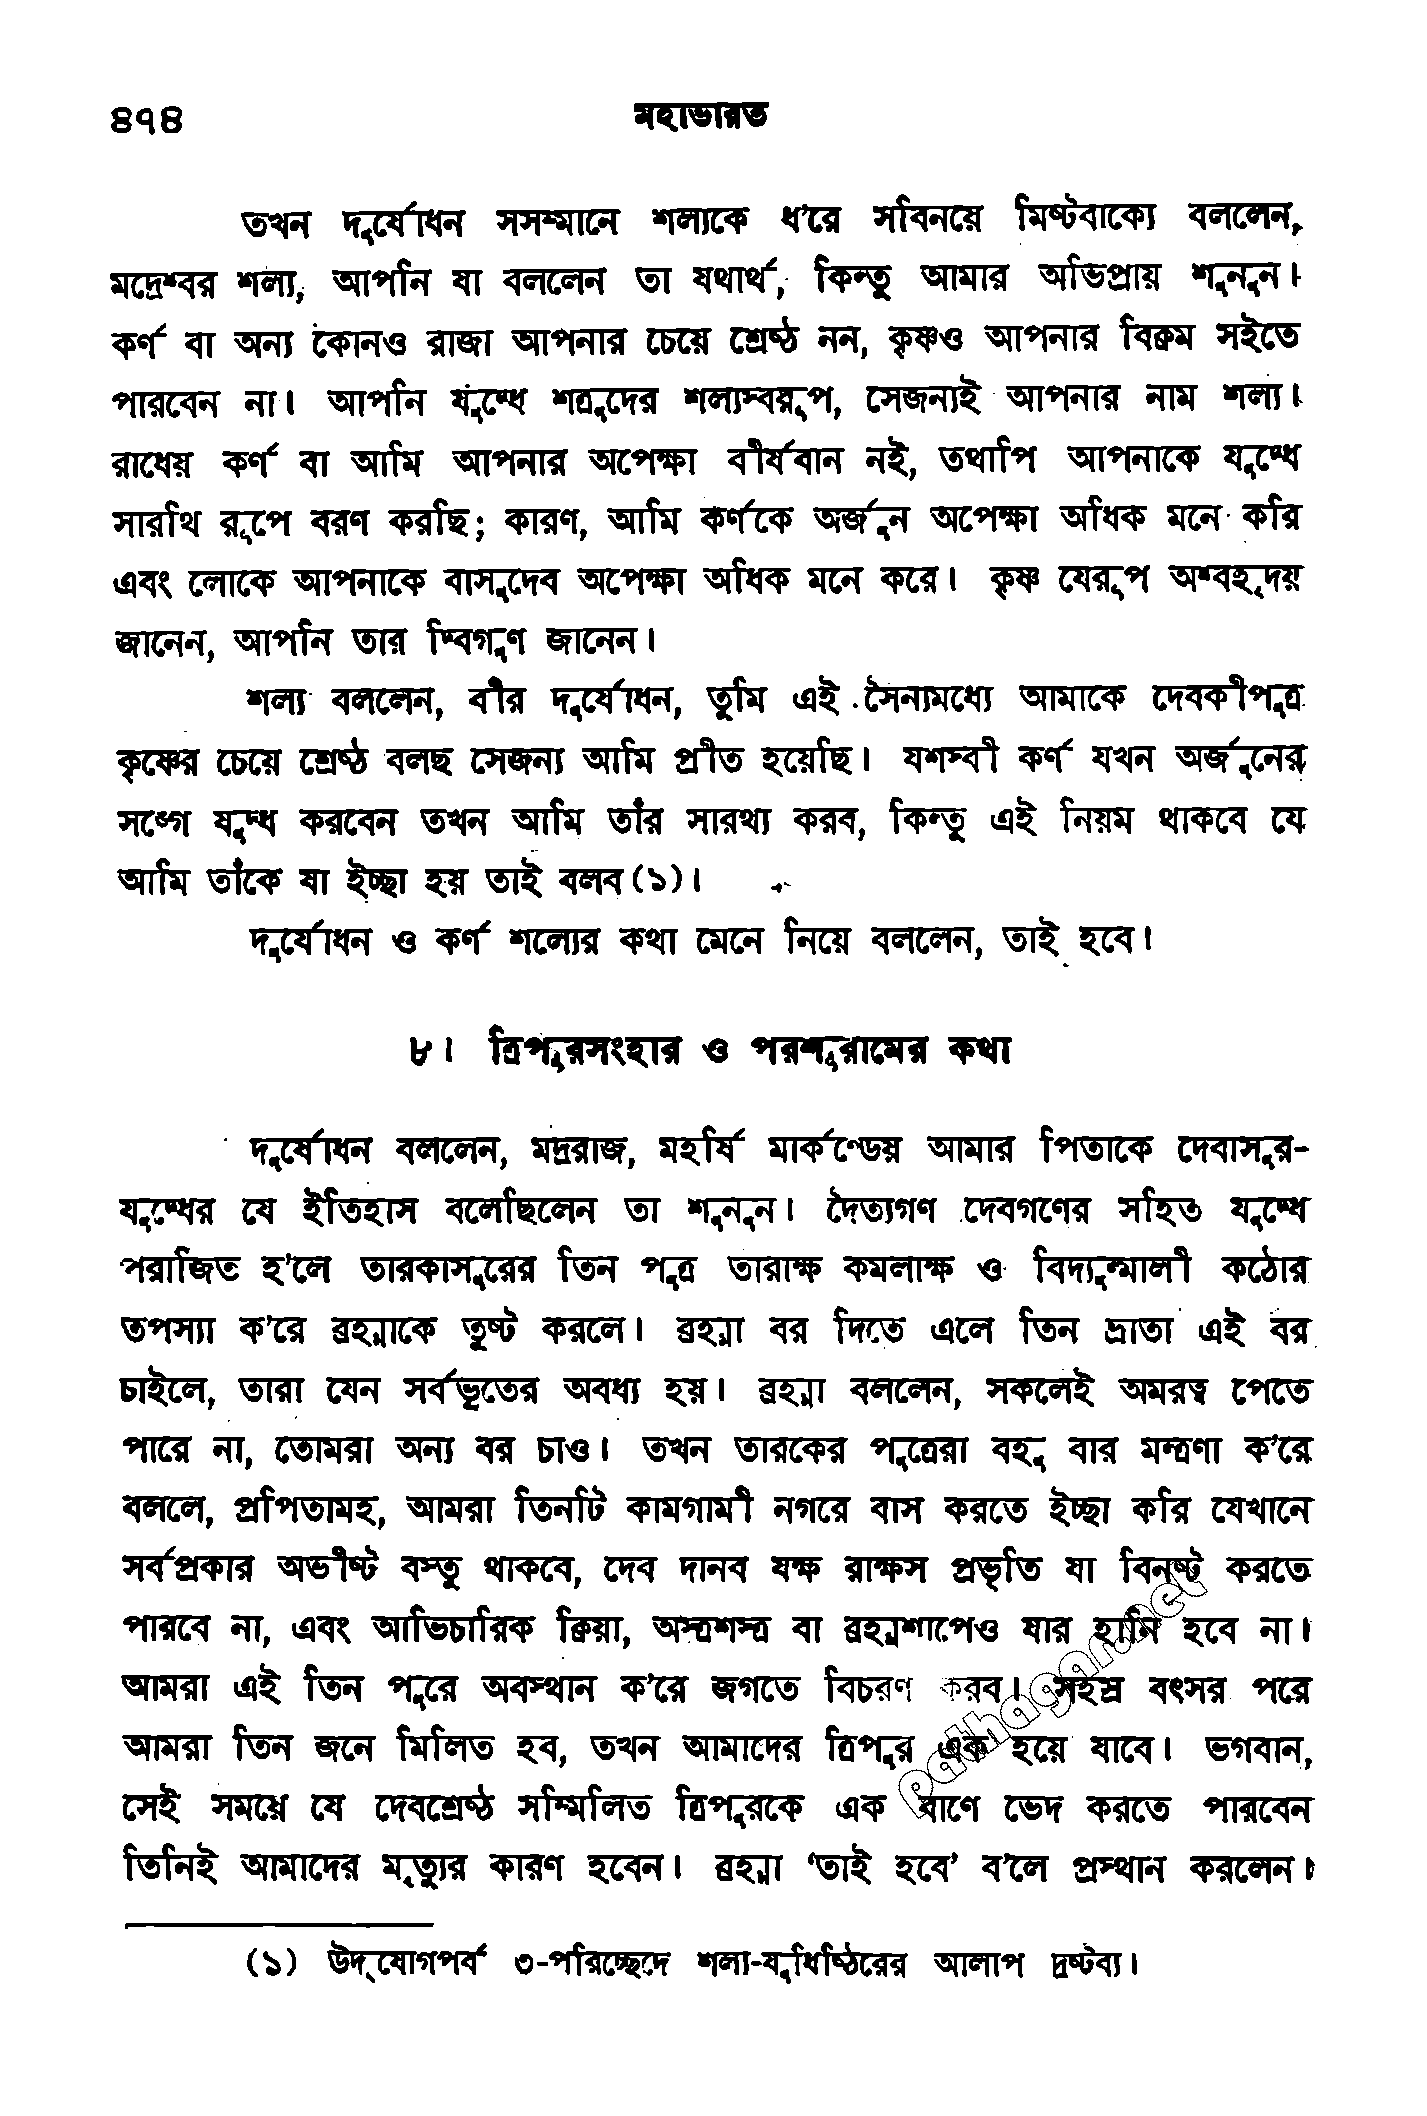 ৪৭৪ মহাভারত
তখন দুর্যোধন সসম্মানে শল্যকে ধ'রে সবিনয়ে মিষ্টবাক্যে বললেন,
মদ্রেশ্বর শল্য, আপনি যা বললেন তা যথার্থ, কিন্তু আমার অভিপ্রায় শুনুন।
কর্ণ বা অন্য কোনও রাজা আপনার চেয়ে শ্রেষ্ঠ নন, কৃষ্ণও আপনার বিক্রম সইতে
পারবেন না। আপনি যুদ্ধে শত্রুদের শল্যস্বরূপ, সেজন্যই আপনার নাম শল্য।
রাধেয় কর্ণ বা আমি আপনার অপেক্ষা বীর্যবান নই, তথাপি আপনাকে যুদ্ধে
সারথি রূপে বরণ করছি; কারণ, আমি কর্ণকে অর্জুন অপেক্ষা অধিক মনে করি
এবং লোকে আপনাকে বাসুদেব অপেক্ষা অধিক মনে করে। কৃষ্ণ যেরূপ অশ্বহৃদয়
জানেন, আপনি তার দ্বিগুণ জানেন।
শল্য বললেন, বীর দুর্যোধন, তুমি এই সৈন্যমধ্যে আমাকে দেবকীপুত্র
কৃষ্ণের চেয়ে শ্রেষ্ঠ বলছ সেজন্য আমি প্রীত হয়েছি। যশস্বী কর্ণ যখন অর্জুনের
সঙ্গে যুদ্ধ করবেন তখন আমি তাঁর সারথ্য করব, কিন্তু এই নিয়ম থাকবে যে
আমি তাঁকে যা ইচ্ছা হয় তাই বলব(১)।
দুর্যোধন ও কর্ণ শল্যের কথা মেনে নিয়ে বললেন, তাই হবে।
৮। ত্রিপুরসংহার ও পরশুরামের কথা
দুর্যোধন বললেন, মদ্ররাজ, মহর্ষি মার্কণ্ডেয় আমার পিতাকে দেবাসুর-
যুদ্ধের যে ইতিহাস বলেছিলেন তা শুনুন। দৈত্যগণ দেবগণের সহিত যুদ্ধে
পরাজিত হ'লে তারকাসুরের তিন পুত্র তারাক্ষ কমলাক্ষ ও বিদ্যুন্মালী কঠোর
তপস্যা ক'রে ব্রহ্মাকে তুষ্ট করলে। ব্রহ্মা বর দিতে এলে তিন ভ্রাতা এই বর
চাইলে, তারা যেন সর্বভূতের অবধ্য হয়। ব্রহ্মা বললেন, সকলেই অমরত্ব পেতে
পারে না, তোমরা অন্য বর চাও। তখন তারকের পুত্রেরা বহু বার মন্ত্রণা ক'রে
বললে, প্রপিতামহ, আমরা তিনটি কামগামী নগরে বাস করতে ইচ্ছা করি যেখানে
সর্বপ্রকার অভীষ্ট বস্তু থাকবে, দেব দানব যক্ষ রাক্ষস প্রভৃতি যা বিনষ্ট করতে
পারবে না, এবং আভিচারিক ক্রিয়া, অস্ত্রশস্ত্র বা ব্রহ্মশাপেও যার হানি হবে না।
আমরা এই তিন পুরে অবস্থান ক'রে জগতে বিচরণ করব। সহস্র বৎসর পরে
আমরা তিন জনে মিলিত হব, তখন আমাদের ত্রিপুর এক হয়ে যাবে। ভগবান,
সেই সময়ে যে দেবশ্রেষ্ঠ সম্মিলিত ত্রিপুরকে এক বাণে ভেদ করতে পারবেন
তিনিই আমাদের মৃত্যুর কারণ হবেন। ব্রহ্মা 'তাই হবে' ব'লে প্রস্থান করলেন।
(১) উদ্‌যোগপর্ব ৩-পরিচ্ছেদে শল্য-যুধিষ্ঠিরের আলাপ দ্রষ্টব্য।
pathagar.net